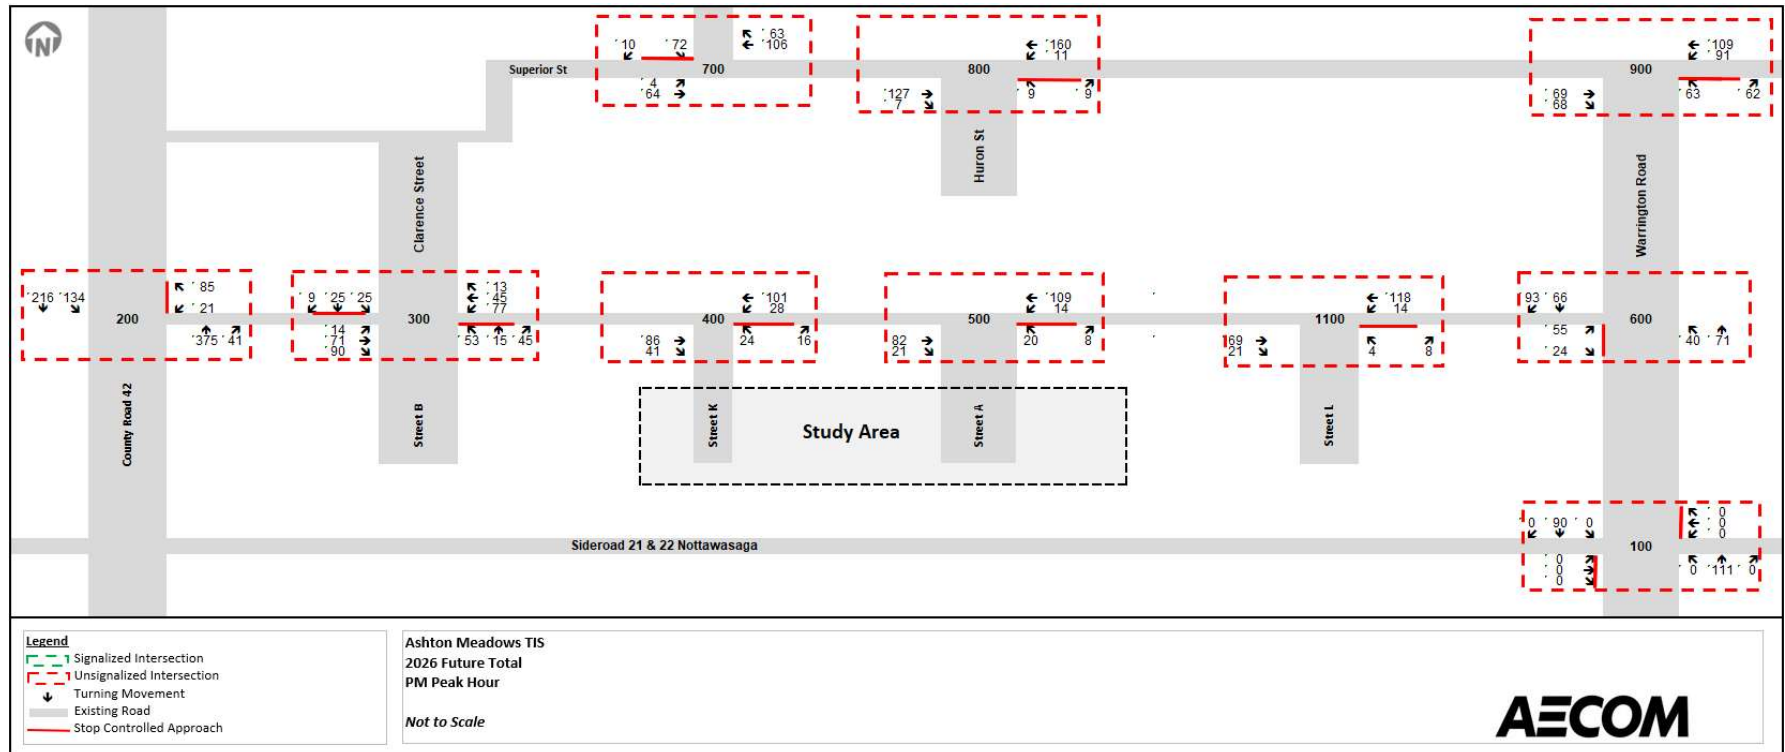 N
10 72
63
106
160
11
109
91
Superior St
700
800
900
4
64
127
7
9 9
69
68
63 62
Clarence Street
Huron St
Warrington Road
216 134
85
21
9 25 25
13
45
77
101
28
109
14
118
14
93 66
200
300
400
500
1100
600
375 41
14
71
90
53 15 45
86
41
24 16
82
21
20 8
69
21
4 8
55
24
40 71
County Road 42
Street B
Street K
Study Area
Street A
Street L
0 90 0
0
0
0
Sideroad 21 & 22 Nottawasaga
100
0
0
0
0 111 0
Legend
Signalized Intersection
Unsignalized Intersection
Turning Movement
Existing Road
Stop Controlled Approach
Ashton Meadows TIS
2026 Future Total
PM Peak Hour
Not to Scale
AECOM